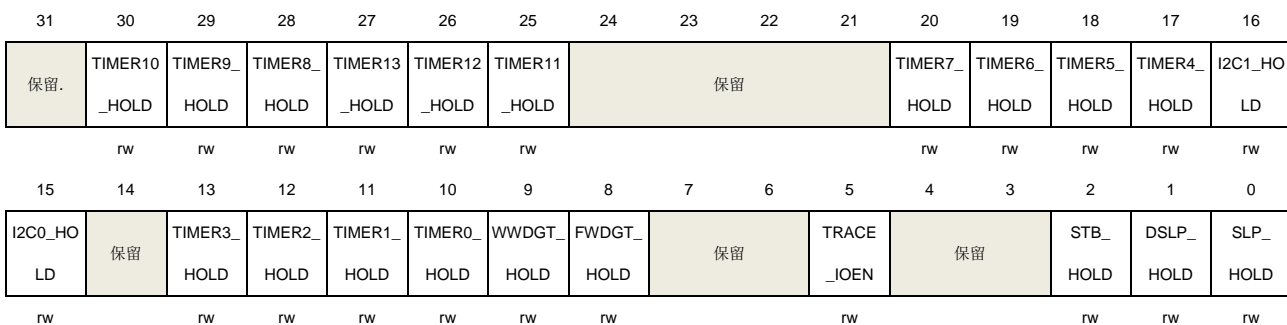 31 30 29 28 27 26 25 24 23 22 21 20 19 18 17 16
保留. TIMER10 TIMER9_ TIMER8_ TIMER13 TIMER12 TIMER11 保留 TIMER7_ TIMER6_ TIMER5_ TIMER4_ I2C1_HO
_HOLD HOLD HOLD _HOLD _HOLD _HOLD HOLD HOLD HOLD HOLD LD
rw rw rw rw rw rw rw rw rw rw rw
15 14 13 12 11 10 9 8 7 6 5 4 3 2 1 0
I2C0_HO 保留 TIMER3_ TIMER2_ TIMER1_ TIMER0_ WWDGT_ FWDGT_ 保留 TRACE 保留 STB_ DSLP_ SLP_
LD HOLD HOLD HOLD HOLD HOLD HOLD _IOEN HOLD HOLD HOLD
rw rw rw rw rw rw rw rw rw rw rw